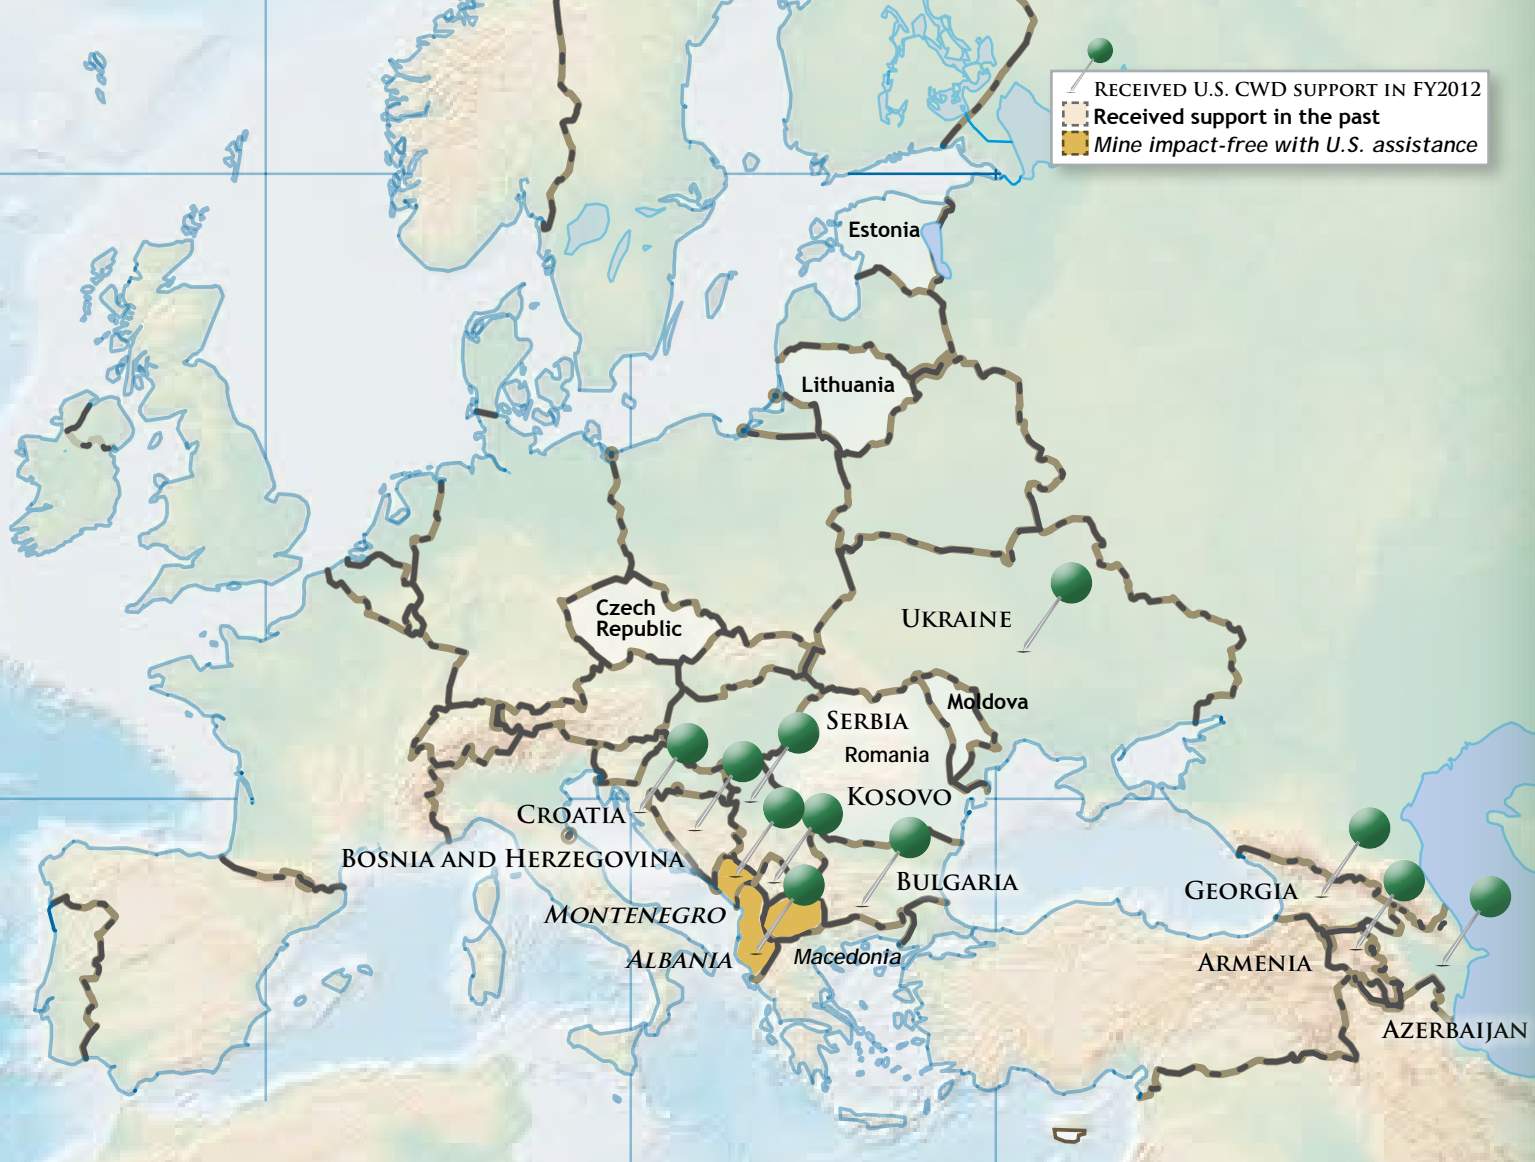 RECEIVED U.S. CWD SUPPORT IN FY2012
Received support in the past
Mine impact-free with U.S. assistance
Estonia
Lithuania
Czech
Republic
UKRAINE
Moldova
SERBIA
Romania
KOSOVO
CROATIA
BOSNIA AND HERZEGOVINA
BULGARIA
GEORGIA
MONTENEGRO
ALBANIA
Macedonia
ARMENIA
AZERBAIJAN